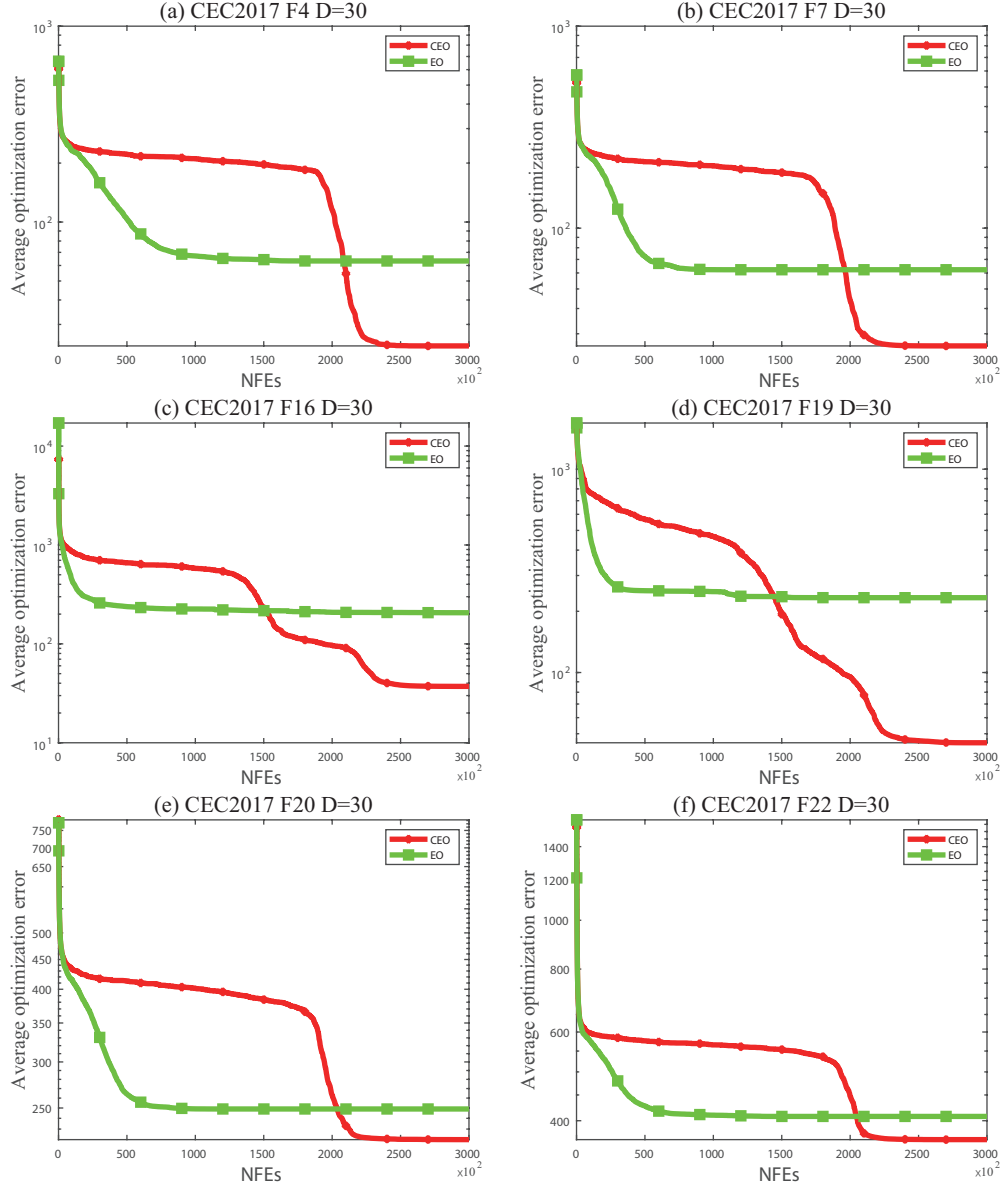 (a) CEC2017 F4 D=30
10^3
10^2
Average optimization error
CEO
EO
0 500 1000 1500 2000 2500 3000
NFEs
×10^2
(b) CEC2017 F7 D=30
10^3
10^2
Average optimization error
CEO
EO
0 500 1000 1500 2000 2500 3000
NFEs
×10^2
(c) CEC2017 F16 D=30
10^4
10^3
10^2
10^1
Average optimization error
CEO
EO
0 500 1000 1500 2000 2500 3000
NFEs
×10^2
(d) CEC2017 F19 D=30
10^3
10^2
Average optimization error
CEO
EO
0 500 1000 1500 2000 2500 3000
NFEs
×10^2
(e) CEC2017 F20 D=30
750
700
650
500
450
400
350
300
250
Average optimization error
CEO
EO
0 500 1000 1500 2000 2500 3000
NFEs
×10^2
(f) CEC2017 F22 D=30
1400
1200
1000
800
600
400
Average optimization error
CEO
EO
0 500 1000 1500 2000 2500 3000
NFEs
×10^2